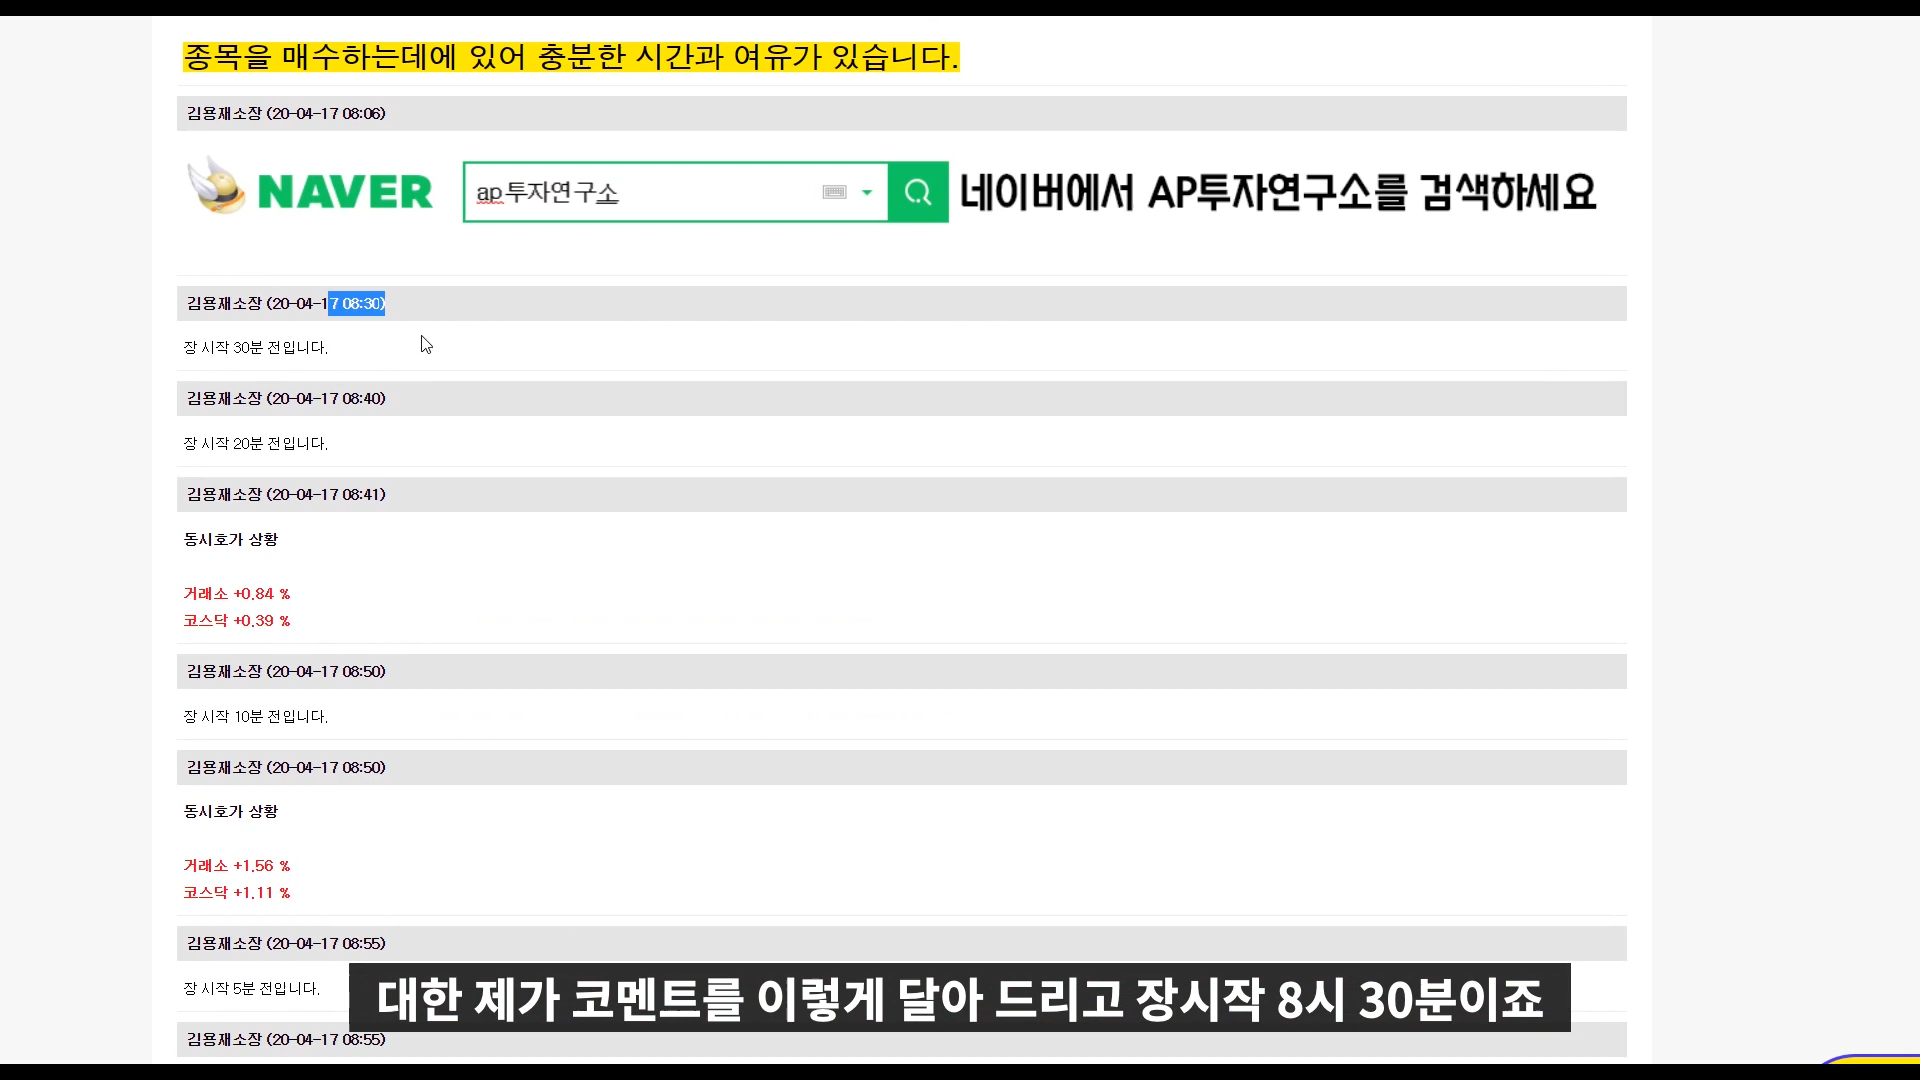 종목을 매수하는데에 있어 충분한 시간과 여유가 있습니다.
김용재소장 (20-04-17 08:06)
NAVER ap투자연구소 네이버에서 AP투자연구소를 검색하세요
김용재소장 (20-04-17 08:30)
장 시작 30분 전입니다.
김용재소장 (20-04-17 08:40)
장 시작 20분 전입니다.
김용재소장 (20-04-17 08:41)
동시호가 상황
거래소 +0.84 %
코스닥 +0.39 %
김용재소장 (20-04-17 08:50)
장 시작 10분 전입니다.
김용재소장 (20-04-17 08:50)
동시호가 상황
거래소 +1.56 %
코스닥 +1.11 %
김용재소장 (20-04-17 08:55)
장 시작 5분 전입니다.
대한 제가 코멘트를 이렇게 달아 드리고 장시작 8시 30분이죠
김용재소장 (20-04-17 08:55)